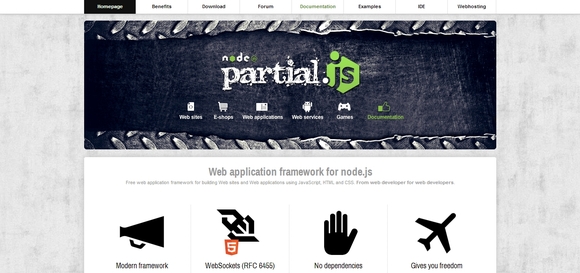 Homepage Benefits Download Forum Documentation Examples IDE Webhosting
node
partial.js
Web sites E-shops Web applications Web services Games Documentation
Web application framework for node.js
Free web application framework for building Web sites and Web applications using JavaScript, HTML and CSS. From web developer for web developers.
5
Modern framework WebSockets (RFC 6455) No dependencies Gives you freedom